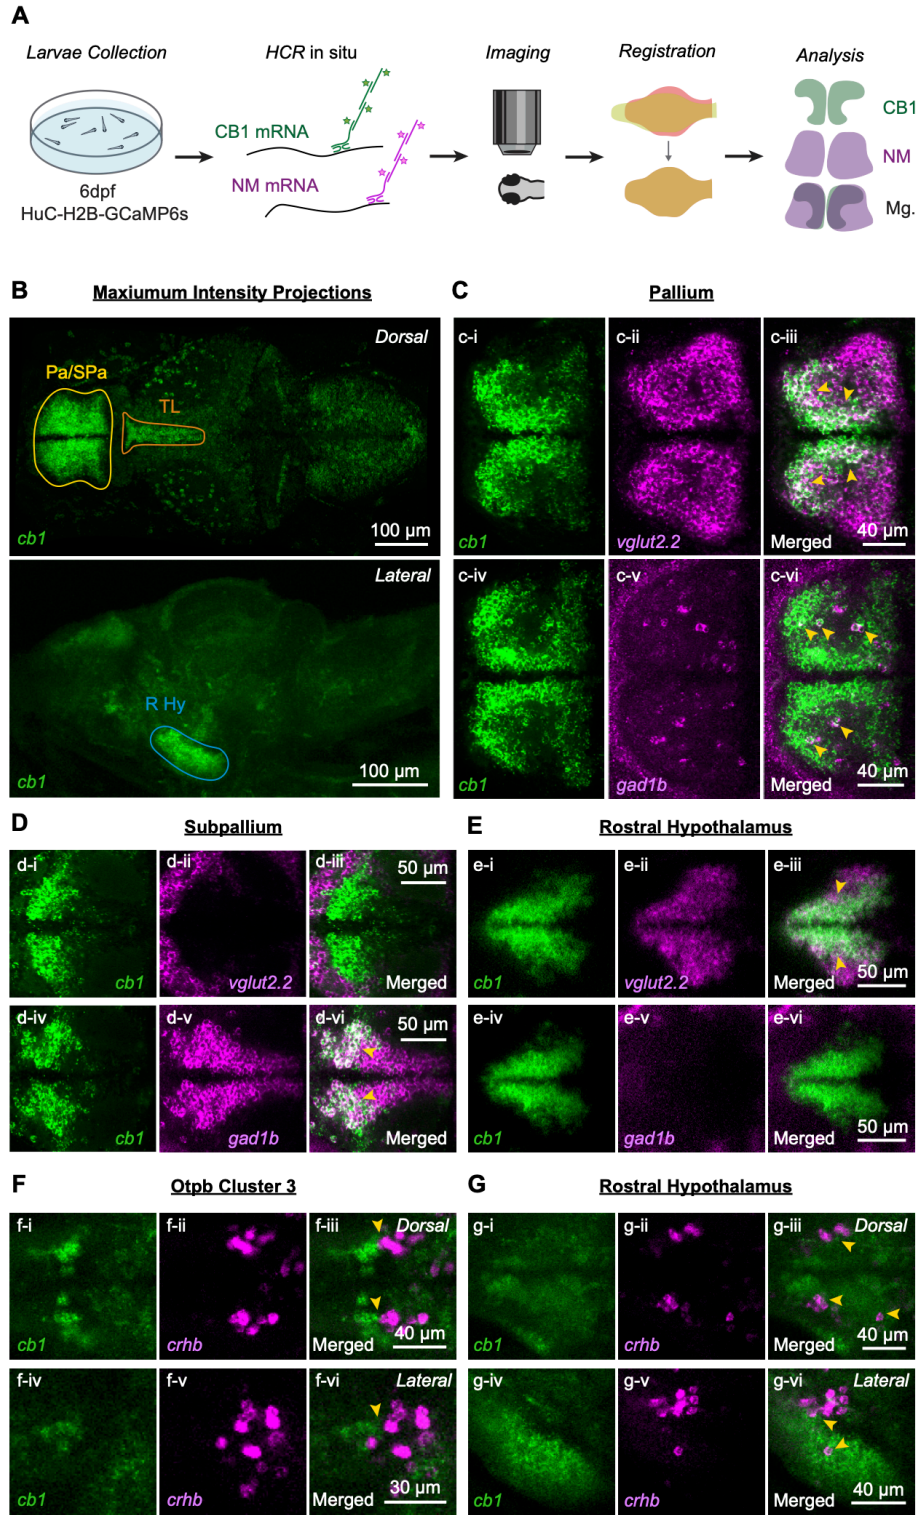 A
Larvae Collection
HCR in situ
Imaging
Registration
Analysis
CB1 mRNA
NM mRNA
6dpf
HuC-H2B-GCaMP6s
CB1
NM
Mg.
B
Maxiumum Intensity Projections
Dorsal
Pa/SPa
TL
cb1
100 µm
Lateral
R Hy
cb1
100 µm
C
Pallium
c-i
cb1
c-ii
vglut2.2
c-iii
Merged
40 µm
c-iv
cb1
c-v
gad1b
c-vi
Merged
40 µm
D
Subpallium
d-i
cb1
d-ii
vglut2.2
d-iii
50 µm
Merged
d-iv
cb1
d-v
gad1b
d-vi
50 µm
Merged
E
Rostral Hypothalamus
e-i
cb1
e-ii
vglut2.2
e-iii
Merged
50 µm
e-iv
cb1
e-v
gad1b
e-vi
Merged
50 µm
F
Otpb Cluster 3
f-i
cb1
f-ii
crhb
f-iii
Dorsal
Merged
40 µm
f-iv
cb1
f-v
crhb
f-vi
Lateral
Merged
30 µm
G
Rostral Hypothalamus
g-i
cb1
g-ii
crhb
g-iii
Dorsal
Merged
40 µm
g-iv
cb1
g-v
crhb
g-vi
Lateral
Merged
40 µm